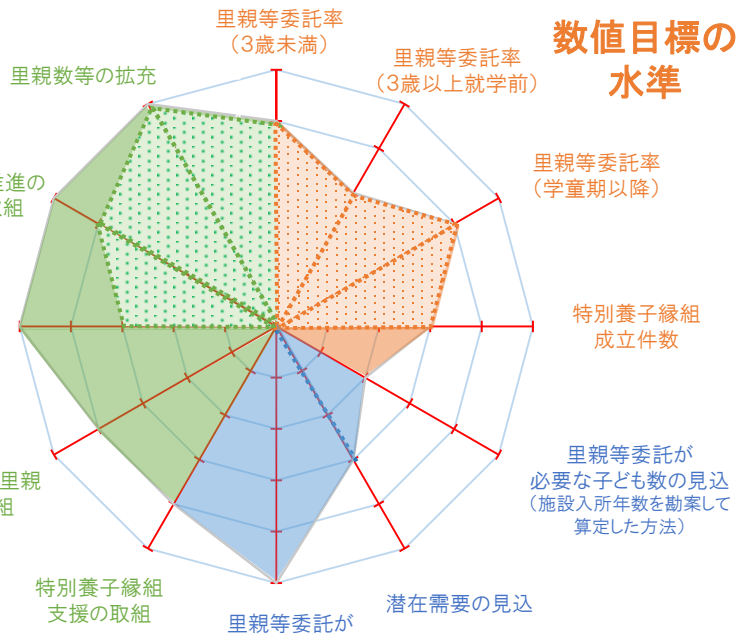 数値目標の
水準
里親等委託率
（3歳未満）
里親等委託率
（3歳以上就学前）
里親等委託率
（学童期以降）
特別養子縁組
成立件数
里親等委託が
必要な子ども数の見込
（施設入所年数を勘案して
算定した方法）
潜在需要の見込
里親等委託が
特別養子縁組
支援の取組
里親
組
進の
組
里親数等の拡充